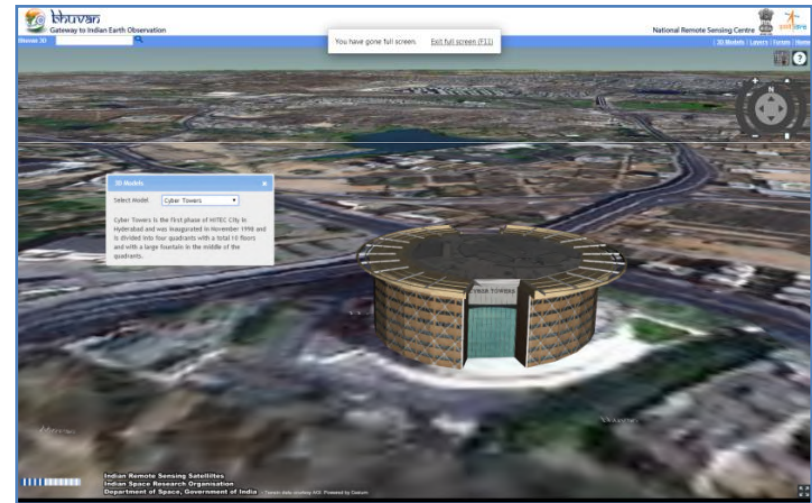 bhuvan
Gateway to Indian Earth Observation
National Remote Sensing Centre
Bhuvan 3D
| 3D Models | Layers | Forum | Home
You have gone full screen. Exit full screen (F11)
N
3D Models
Select Model Cyber Towers
Cyber Towers is the first phase of HITEC City in
Hyderabad and was inaugurated in November 1998 and
is divided into four quadrants with a total 10 floors
and with a large fountain in the middle of the
quadrants.
CYBER TOWERS
Indian Remote Sensing Satellites
Indian Space Research Organisation
Department of Space, Government of India